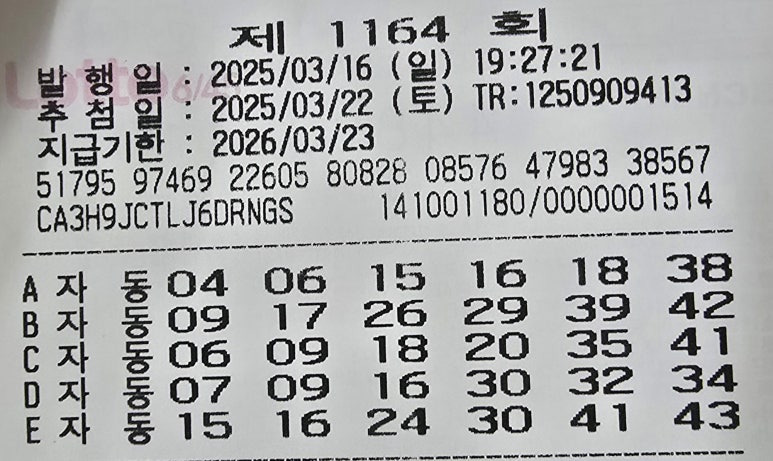 제 1164 회
발 행 일 : 2025/03/16 (일) 19:27:21
추 첨 일 : 2025/03/22 (토) TR:1250909413
지급기한 : 2026/03/23
51795 97469 22605 80828 08576 47983 38567
CA3H9JCTLJ6DRNGS 141001180/0000001514
A 자 동 04 06 15 16 18 38
B 자 동 09 17 26 29 39 42
C 자 동 06 09 18 20 35 41
D 자 동 07 09 16 30 32 34
E 자 동 15 16 24 30 41 43